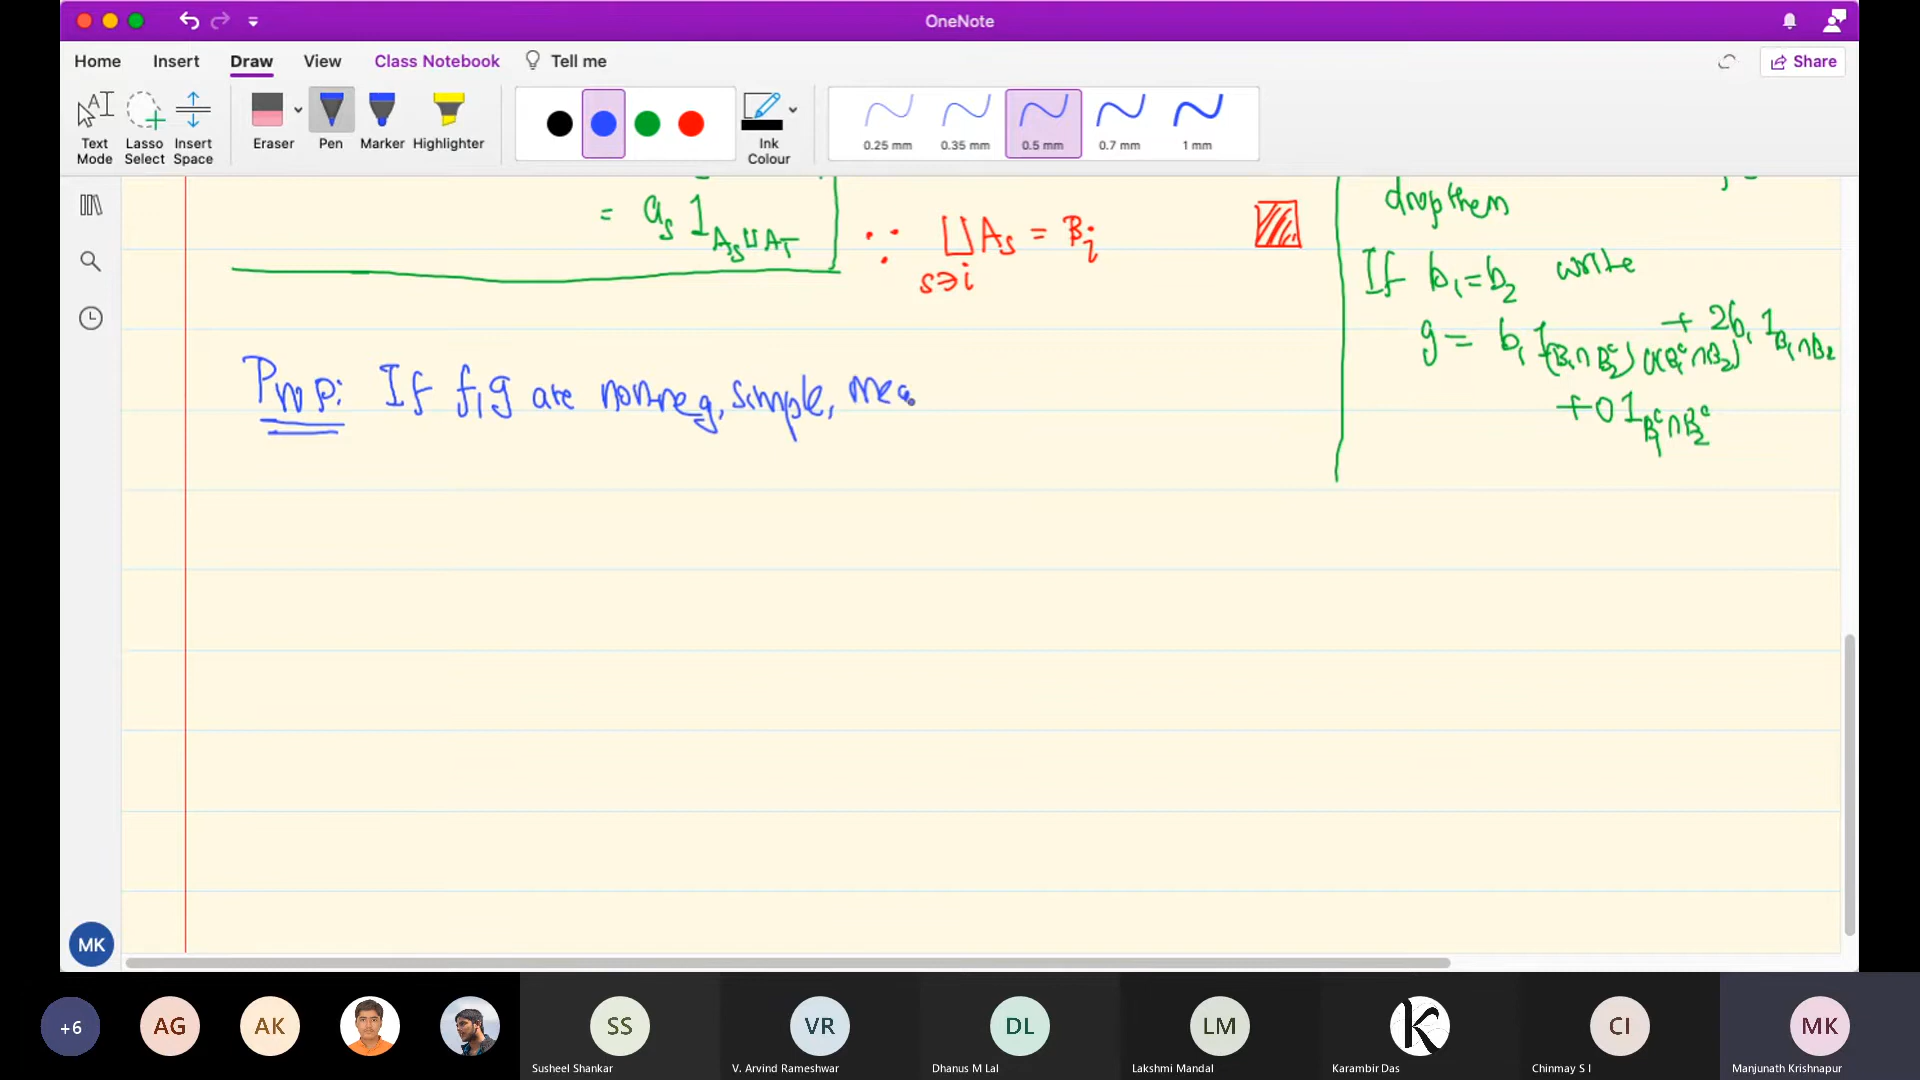 OneNote
Home Insert Draw View Class Notebook Tell me Share
Text Mode
Lasso Select
Insert Space
Eraser
Pen
Marker
Highlighter
Ink Colour
0.25 mm
0.35 mm
0.5 mm
0.7 mm
1 mm
= a_s 1_{A_s ⊔ A_T}
∵ ⊔_{S∋i} A_S = B_i
Prop: If f, g are non-neg, simple, mea
drop them
If b_1 = b_2 write
g = b_1 1_{(B_1 ∩ B_2^c) ∪ (B_1^c ∩ B_2)} + 2b_1 1_{B_1 ∩ B_2}
+ 0 1_{B_1^c ∩ B_2^c}
MK
+6
AG
AK
SS
Susheel Shankar
VR
V. Arvind Rameshwar
DL
Dhanus M Lal
LM
Lakshmi Mandal
K
Karambir Das
CI
Chinmay S I
MK
Manjunath Krishnapur